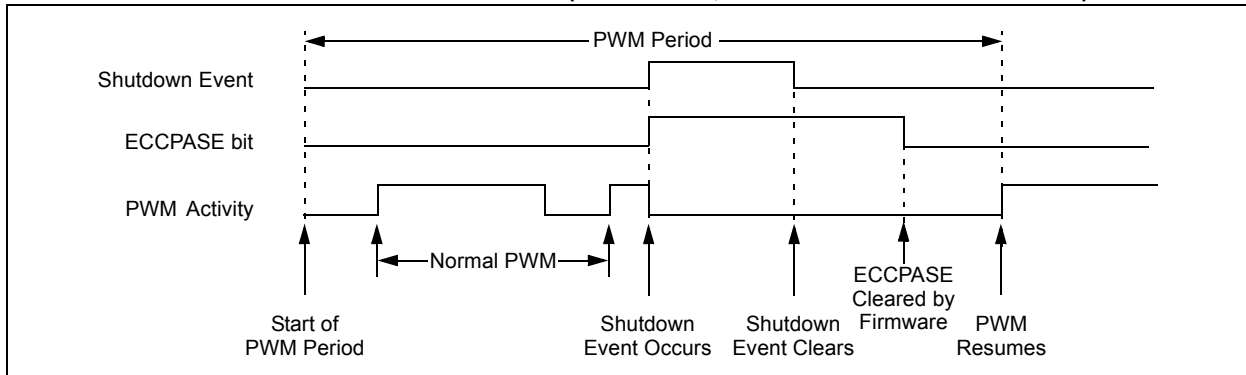 PWM Period
Shutdown Event
ECCPASE bit
PWM Activity
Normal PWM
Start of
PWM Period
Shutdown
Event Occurs
Shutdown
Event Clears
ECCPASE
Cleared by
Firmware
PWM
Resumes